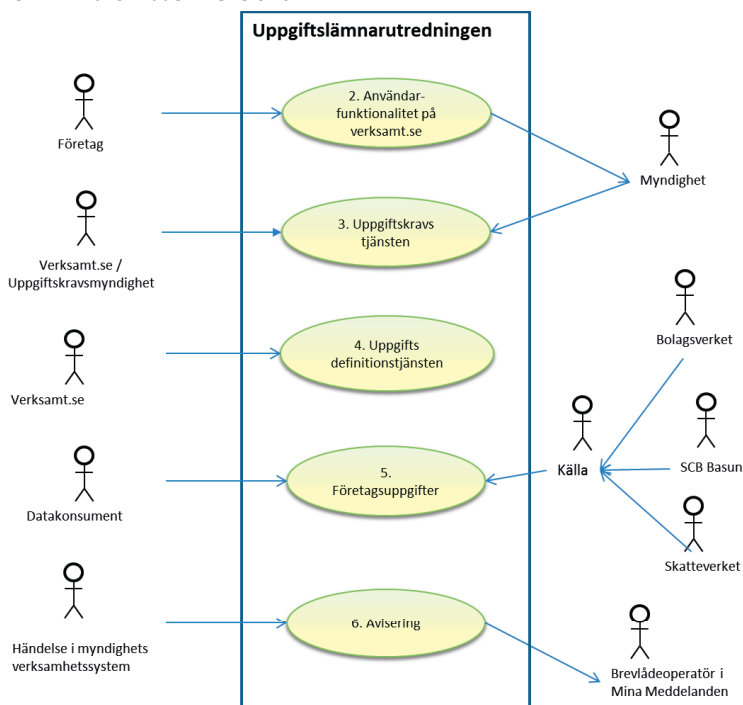 Uppgiftslämnarutredningen
2. Användar-
funktionalitet på
verksamt.se
Företag
Myndighet
3. Uppgiftskravs
tjänsten
Verksamt.se /
Uppgiftskravsmyndighet
Bolagsverket
4. Uppgifts
definitionstjänsten
Verksamt.se
Källa
SCB Basun
5.
Företagsuppgifter
Datakonsument
Skatteverket
6. Avisering
Händelse i myndighets
verksamhetssystem
Brevlådeoperatör i
Mina Meddelanden